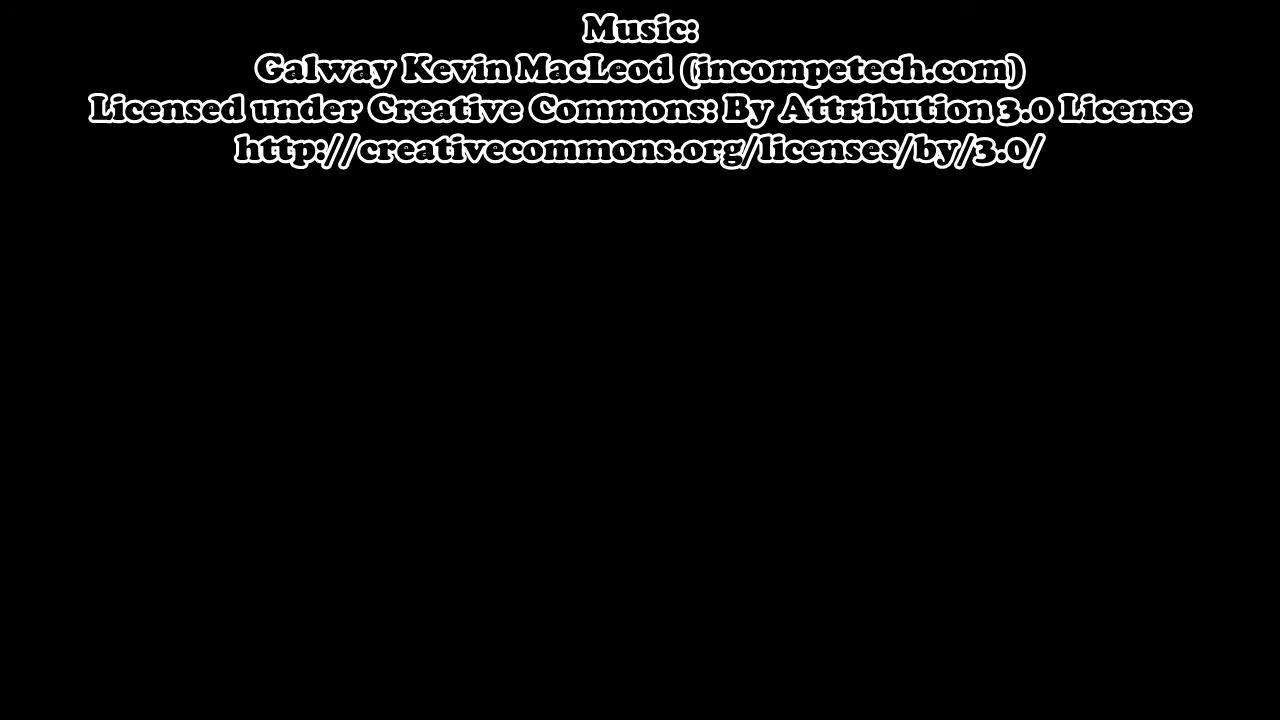 Music:
Galway Kevin MacLeod (incompetech.com)
Licensed under Creative Commons: By Attribution 3.0 License
http://creativecommons.org/licenses/by/3.0/